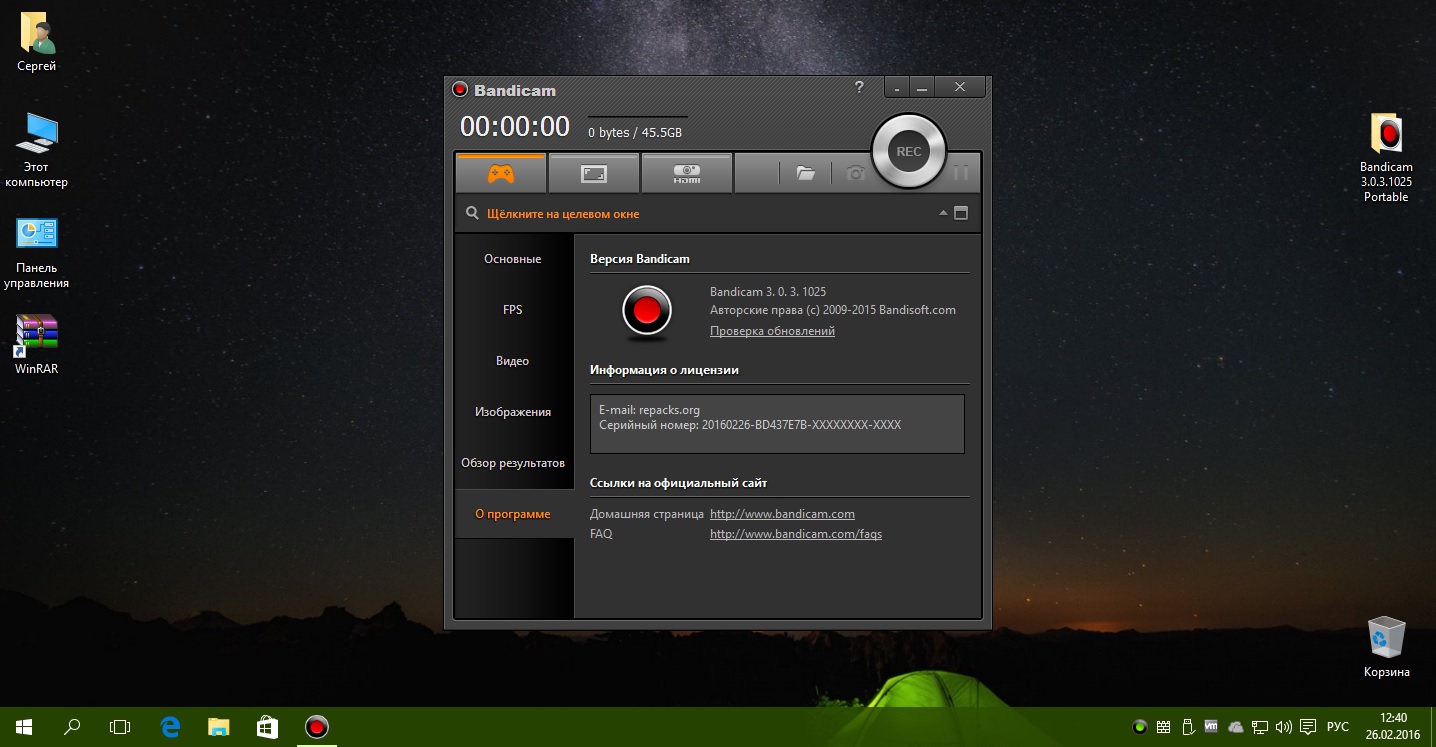 Сергей
Этот
компьютер
Панель
управления
WinRAR
Bandicam
?
00:00:00
0 bytes / 45.5GB
REC
HDMI
Щёлкните на целевом окне
Основные
FPS
Видео
Изображения
Обзор результатов
О программе
Версия Bandicam
Bandicam 3. 0. 3. 1025
Авторские права (c) 2009-2015 Bandisoft.com
Проверка обновлений
Информация о лицензии
E-mail: repacks.org
Серийный номер: 20160226-BD437E7B-XXXXXXXX-XXXX
Ссылки на официальный сайт
Домашняя страница http://www.bandicam.com
FAQ http://www.bandicam.com/faqs
Bandicam
3.0.3.1025
Portable
Корзина
vm
РУС
12:40
26.02.2016